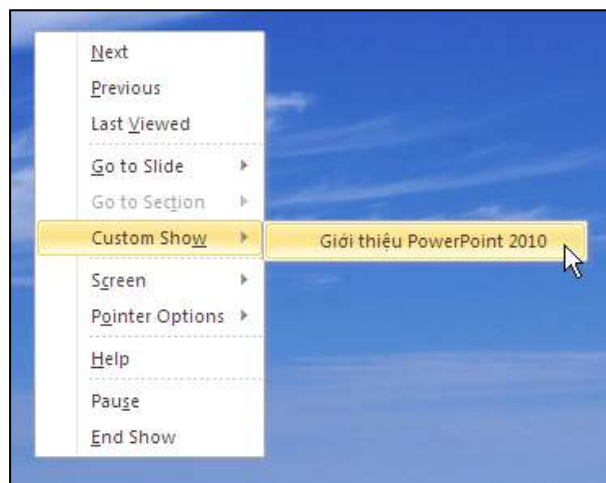 Next
Previous
Last Viewed
Go to Slide
Go to Section
Custom Show
Giới thiệu PowerPoint 2010
Screen
Pointer Options
Help
Pause
End Show